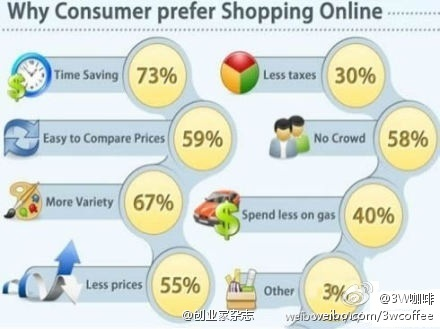 Why Consumer prefer Shopping Online
Time Saving 73%
Less taxes 30%
Easy to Compare Prices 59%
No Crowd 58%
More Variety 67%
Spend less on gas 40%
Less prices 55%
Other 3%
@3W咖啡
@创业家杂志
weibo.com/3wcoffee